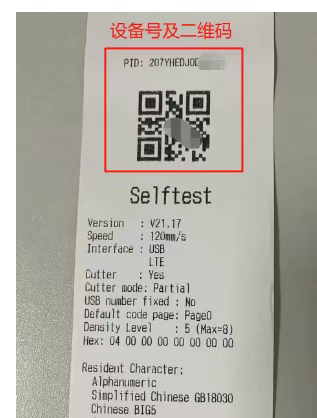 设备号及二维码
PID: 207YHEDJ0D
Selftest
Version : V21.17
Speed : 120mm/s
Interface : USB
LTE
Cutter : Yes
Cutter mode: Partial
USB number fixed : No
Default code page: Page0
Density Level : 5 (Max=8)
Hex: 04 00 00 00 00 00 00 00
Resident Character:
Alphanumeric
Simplified Chinese GB18030
Chinese BIG5